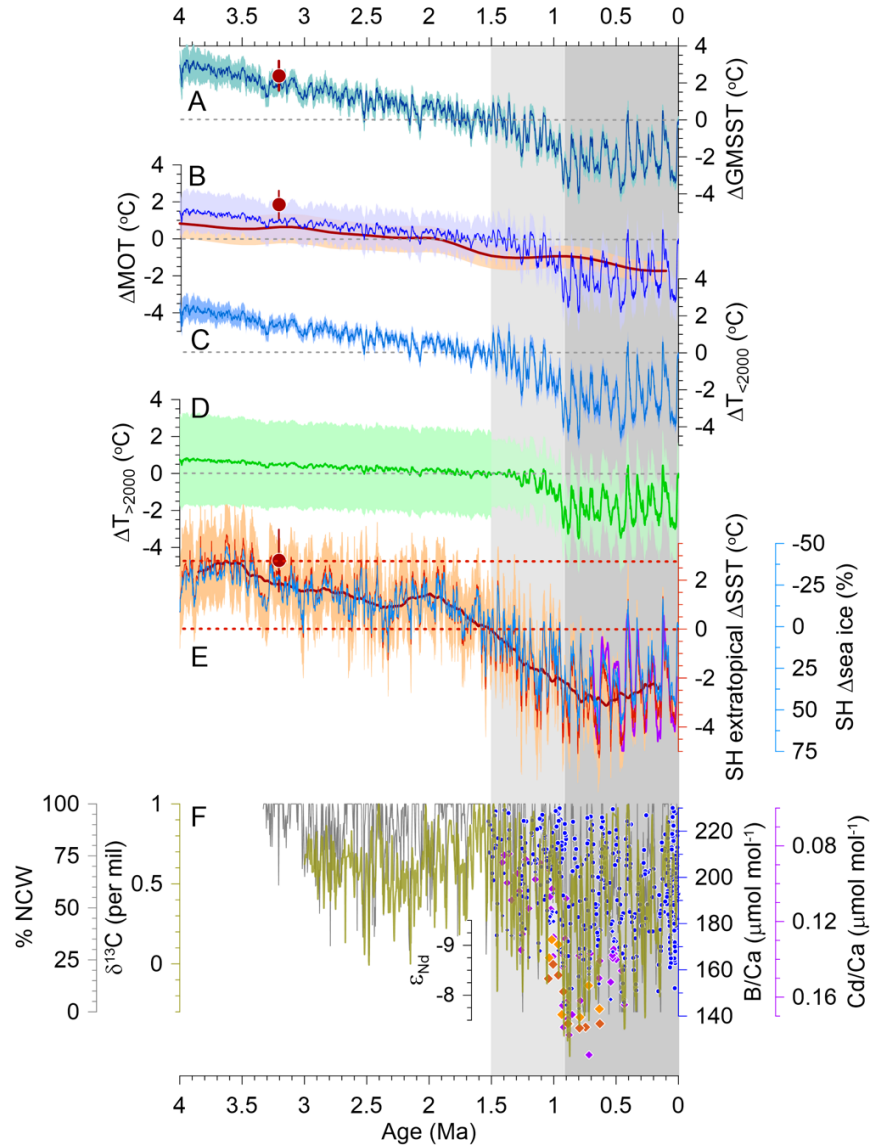 4 3.5 3 2.5 2 1.5 1 0.5 0
A
4
2
0
-2
-4
ΔGMSST (°C)
B
4
2
0
-2
-4
ΔMOT (°C)
C
4
2
0
-2
-4
ΔT<2000 (°C)
D
4
2
0
-2
-4
ΔT>2000 (°C)
E
2
0
-2
-4
SH extratopical ΔSST (°C)
-50
-25
0
25
50
75
SH Δsea ice (%)
F
100
75
50
25
0
% NCW
1
0.5
0
δ13C (per mil)
-9
-8
εNd
220
200
180
160
140
B/Ca (μmol mol-1)
0.08
0.12
0.16
Cd/Ca (μmol mol-1)
4 3.5 3 2.5 2 1.5 1 0.5 0
Age (Ma)